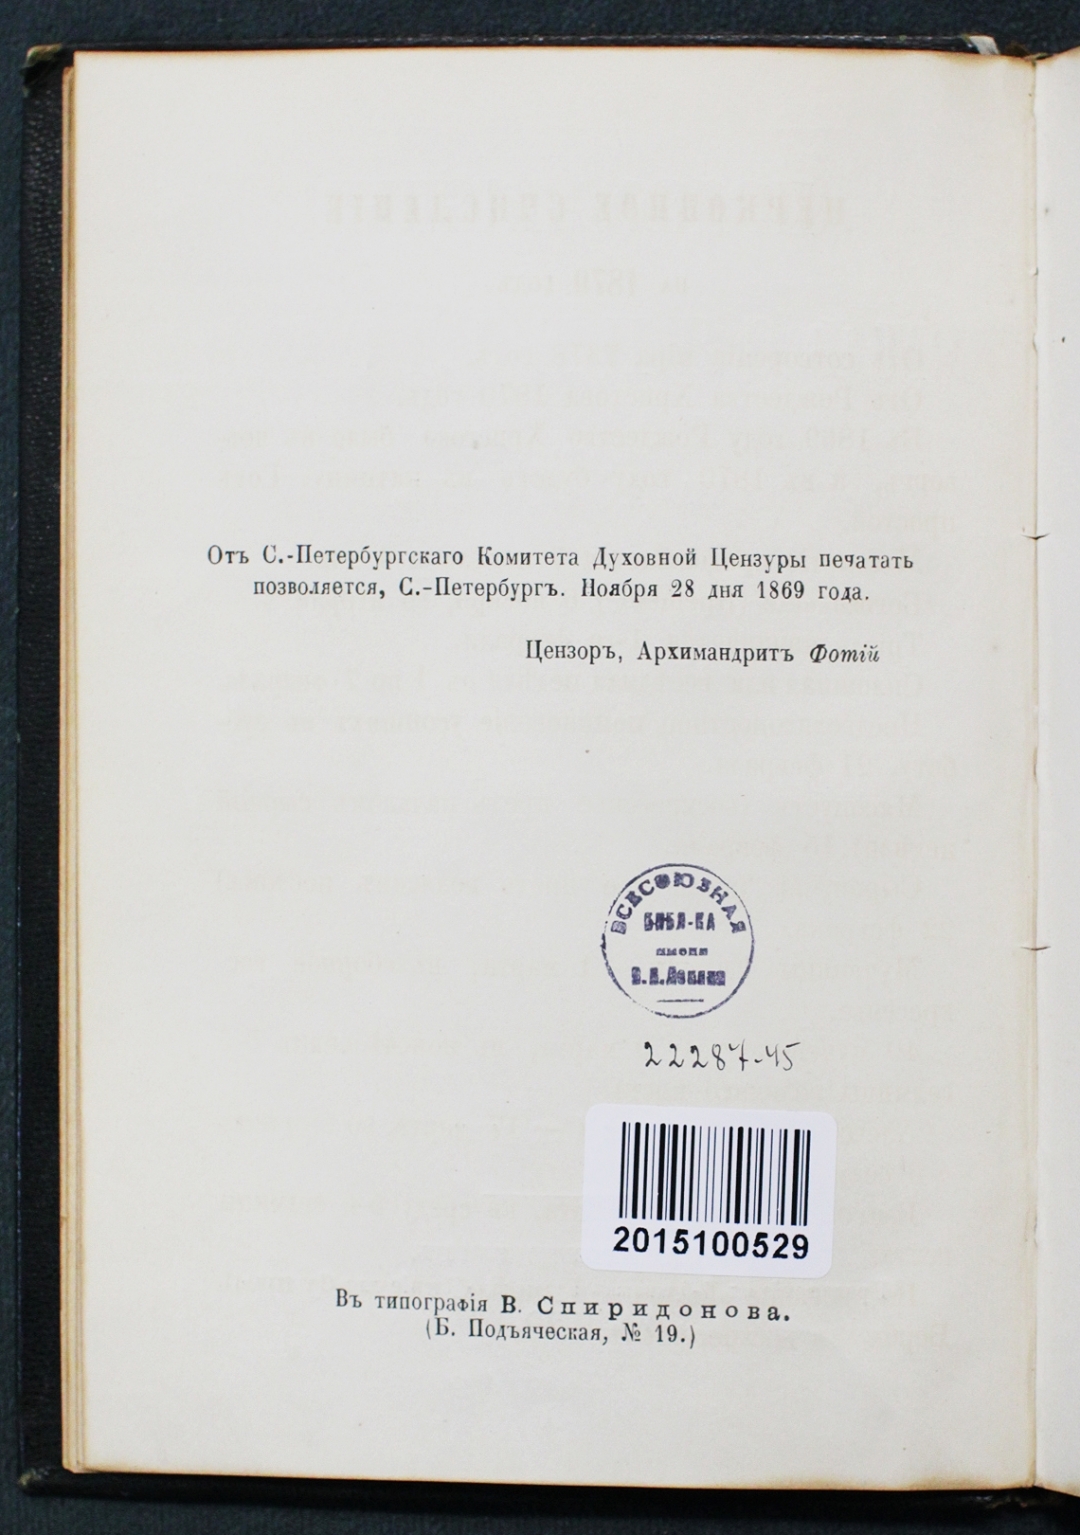 Отъ С.-Петербургскаго Комитета Духовной Цензуры печатать
позволяется, С.-Петербургъ. Ноября 28 дня 1869 года.
Цензоръ, Архимандритъ Фотій
ВСЕСОЮЗНАЯ
БИБЛ-КА
имени
В. И. Ленина
22287-45
2015100529
Въ типографія В. Спиридонова.
(Б. Подъяческая, № 19.)